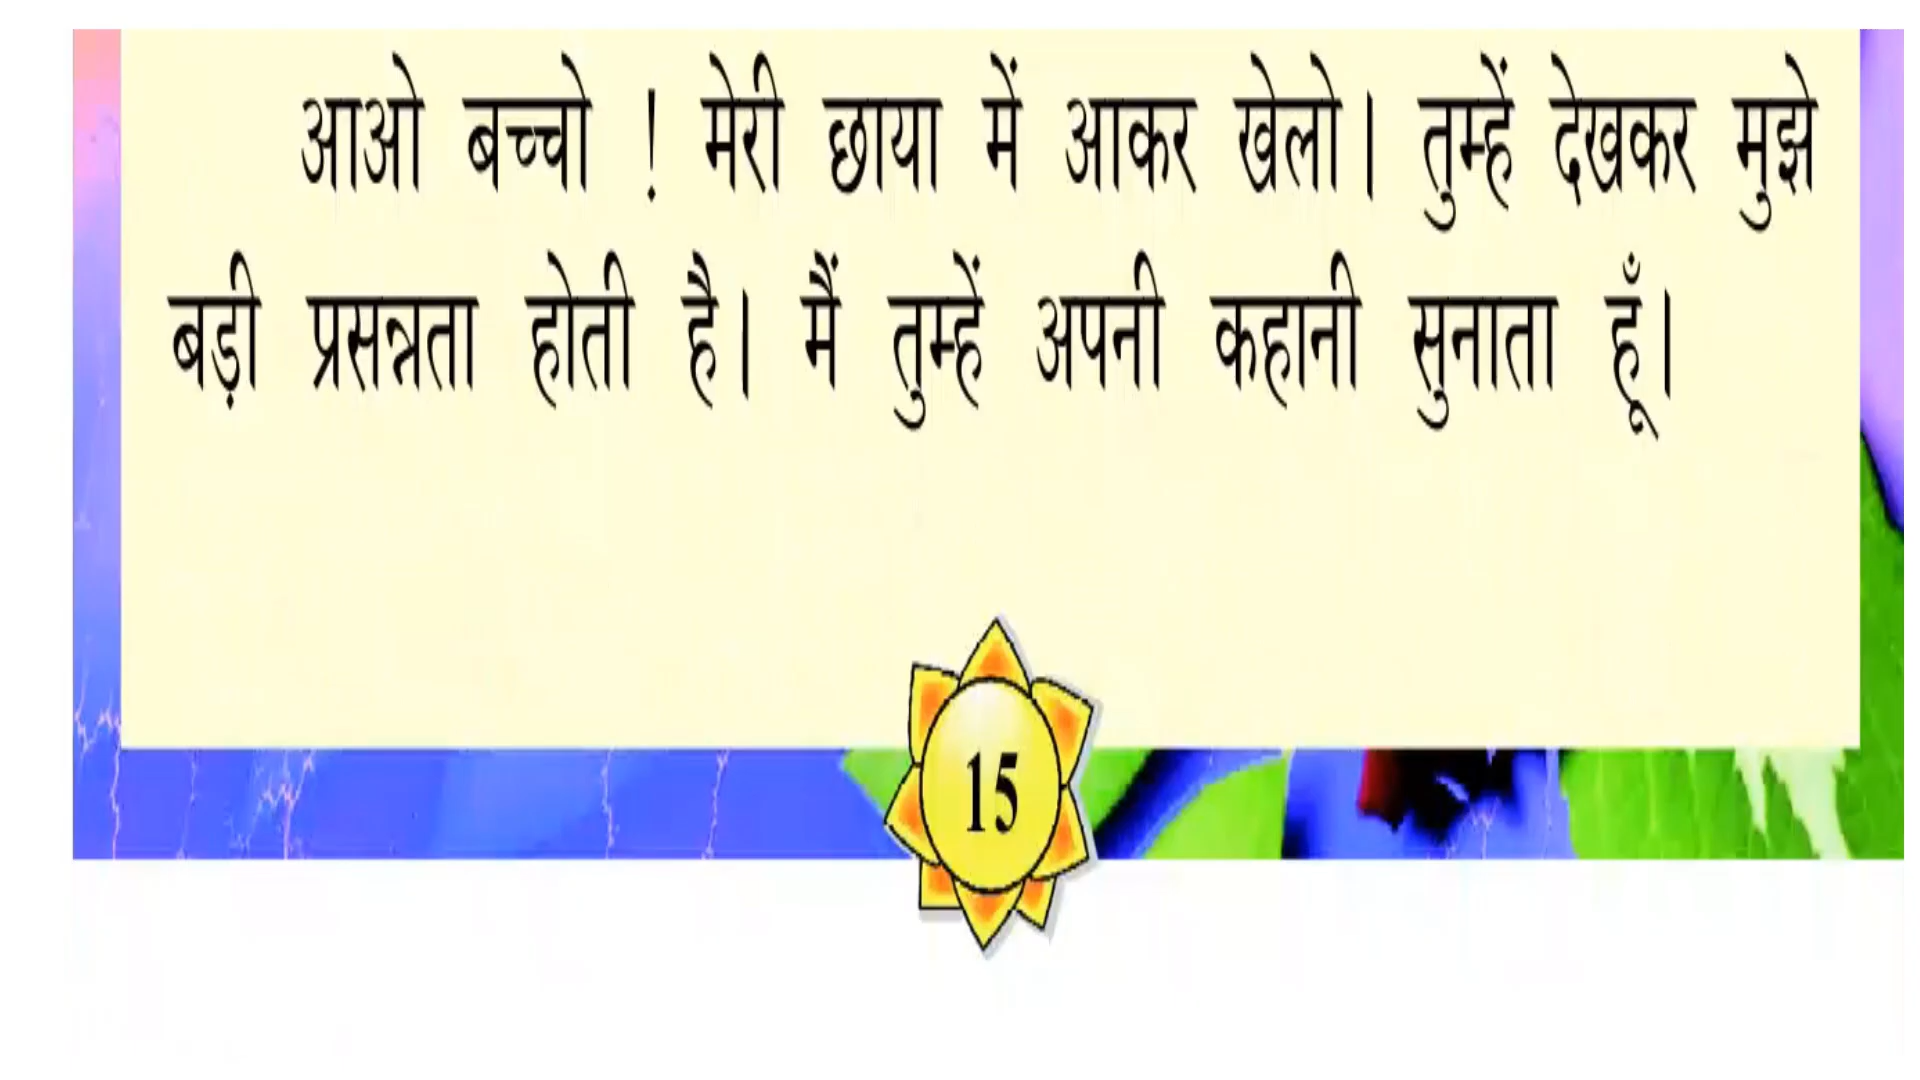 आओ बच्चो ! मेरी छाया में आकर खेलो। तुम्हें देखकर मुझे
बड़ी प्रसन्नता होती है। मैं तुम्हें अपनी कहानी सुनाता हूँ।
15